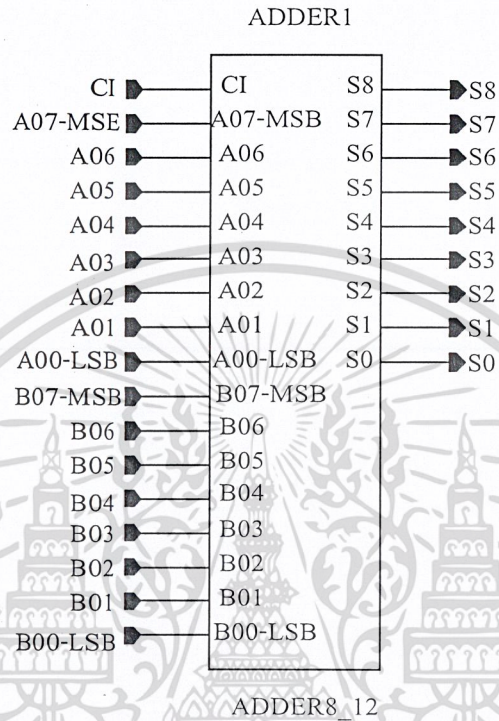 ADDER1
CI CI S8 S8
A07-MSE A07-MSB S7 S7
A06 A06 S6 S6
A05 A05 S5 S5
A04 A04 S4 S4
A03 A03 S3 S3
A02 A02 S2 S2
A01 A01 S1 S1
A00-LSB A00-LSB S0 S0
B07-MSB B07-MSB
B06 B06
B05 B05
B04 B04
B03 B03
B02 B02
B01 B01
B00-LSB B00-LSB
ADDER8_12